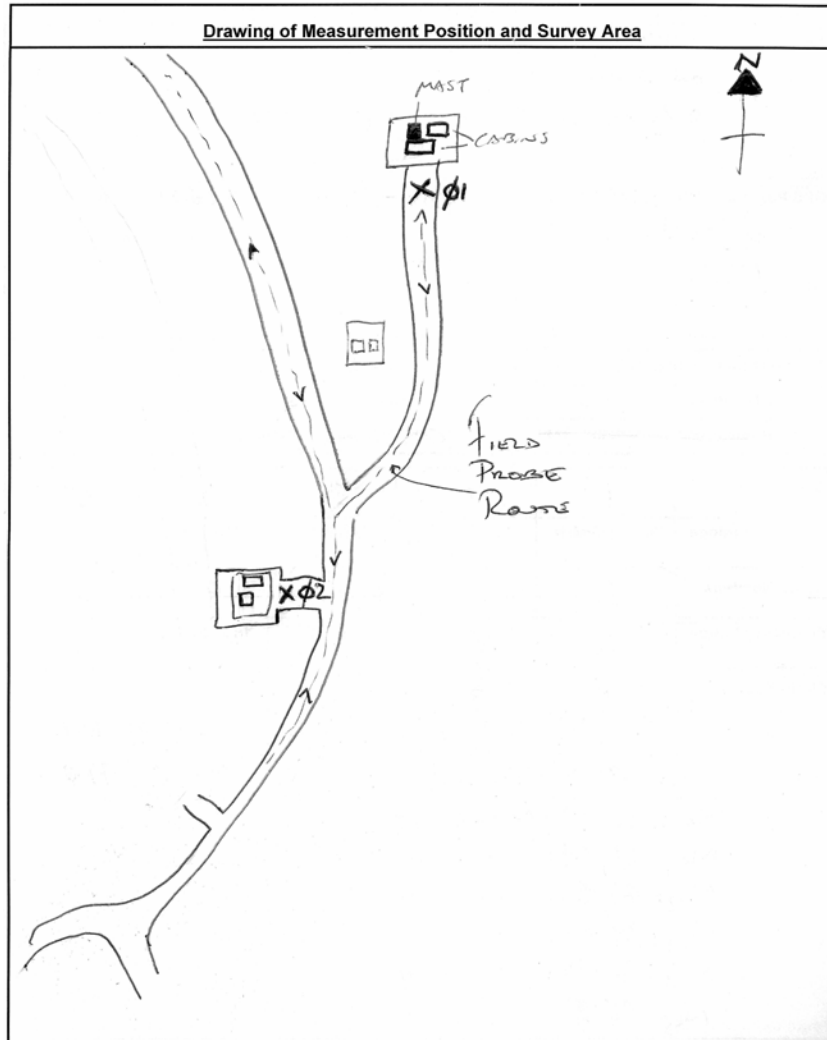 Drawing of Measurement Position and Survey Area
N
MAST
CABINS
X Ø1
FIELD
PROBE
ROUTE
X Ø2